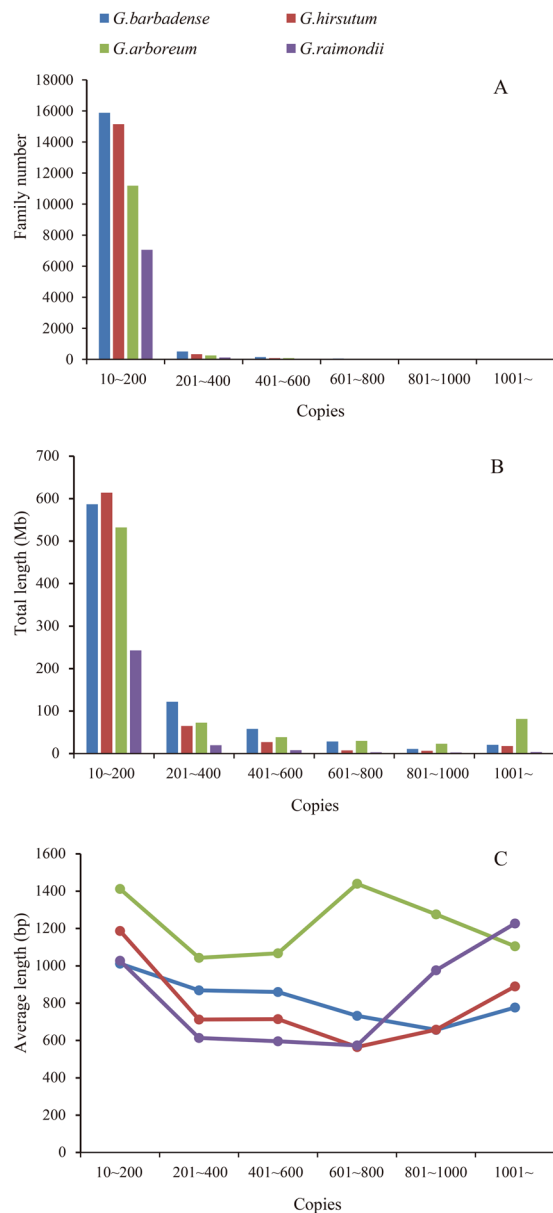 G.barbadense G.hirsutum
G.arboreum G.raimondii
A
18000
16000
14000
12000
10000
8000
6000
4000
2000
0
Family number
10~200 201~400 401~600 601~800 801~1000 1001~
Copies
B
700
600
500
400
300
200
100
0
Total length (Mb)
10~200 201~400 401~600 601~800 801~1000 1001~
Copies
C
1600
1400
1200
1000
800
600
400
200
0
Average length (bp)
10~200 201~400 401~600 601~800 801~1000 1001~
Copies